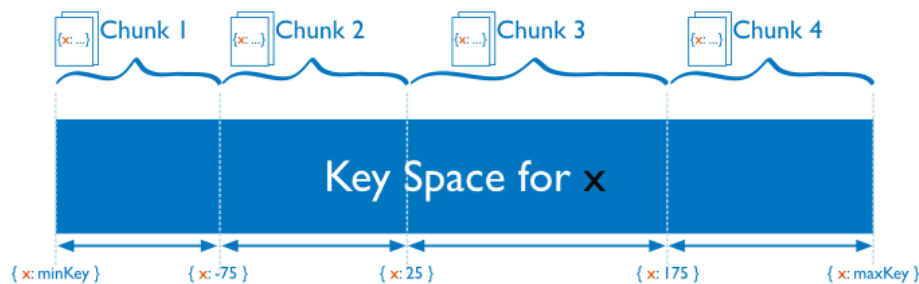 {x: ...} Chunk 1 {x: ...} Chunk 2 {x: ...} Chunk 3 {x: ...} Chunk 4
Key Space for x
{ x: minKey } { x: -75 } { x: 25 } { x: 175 } { x: maxKey }